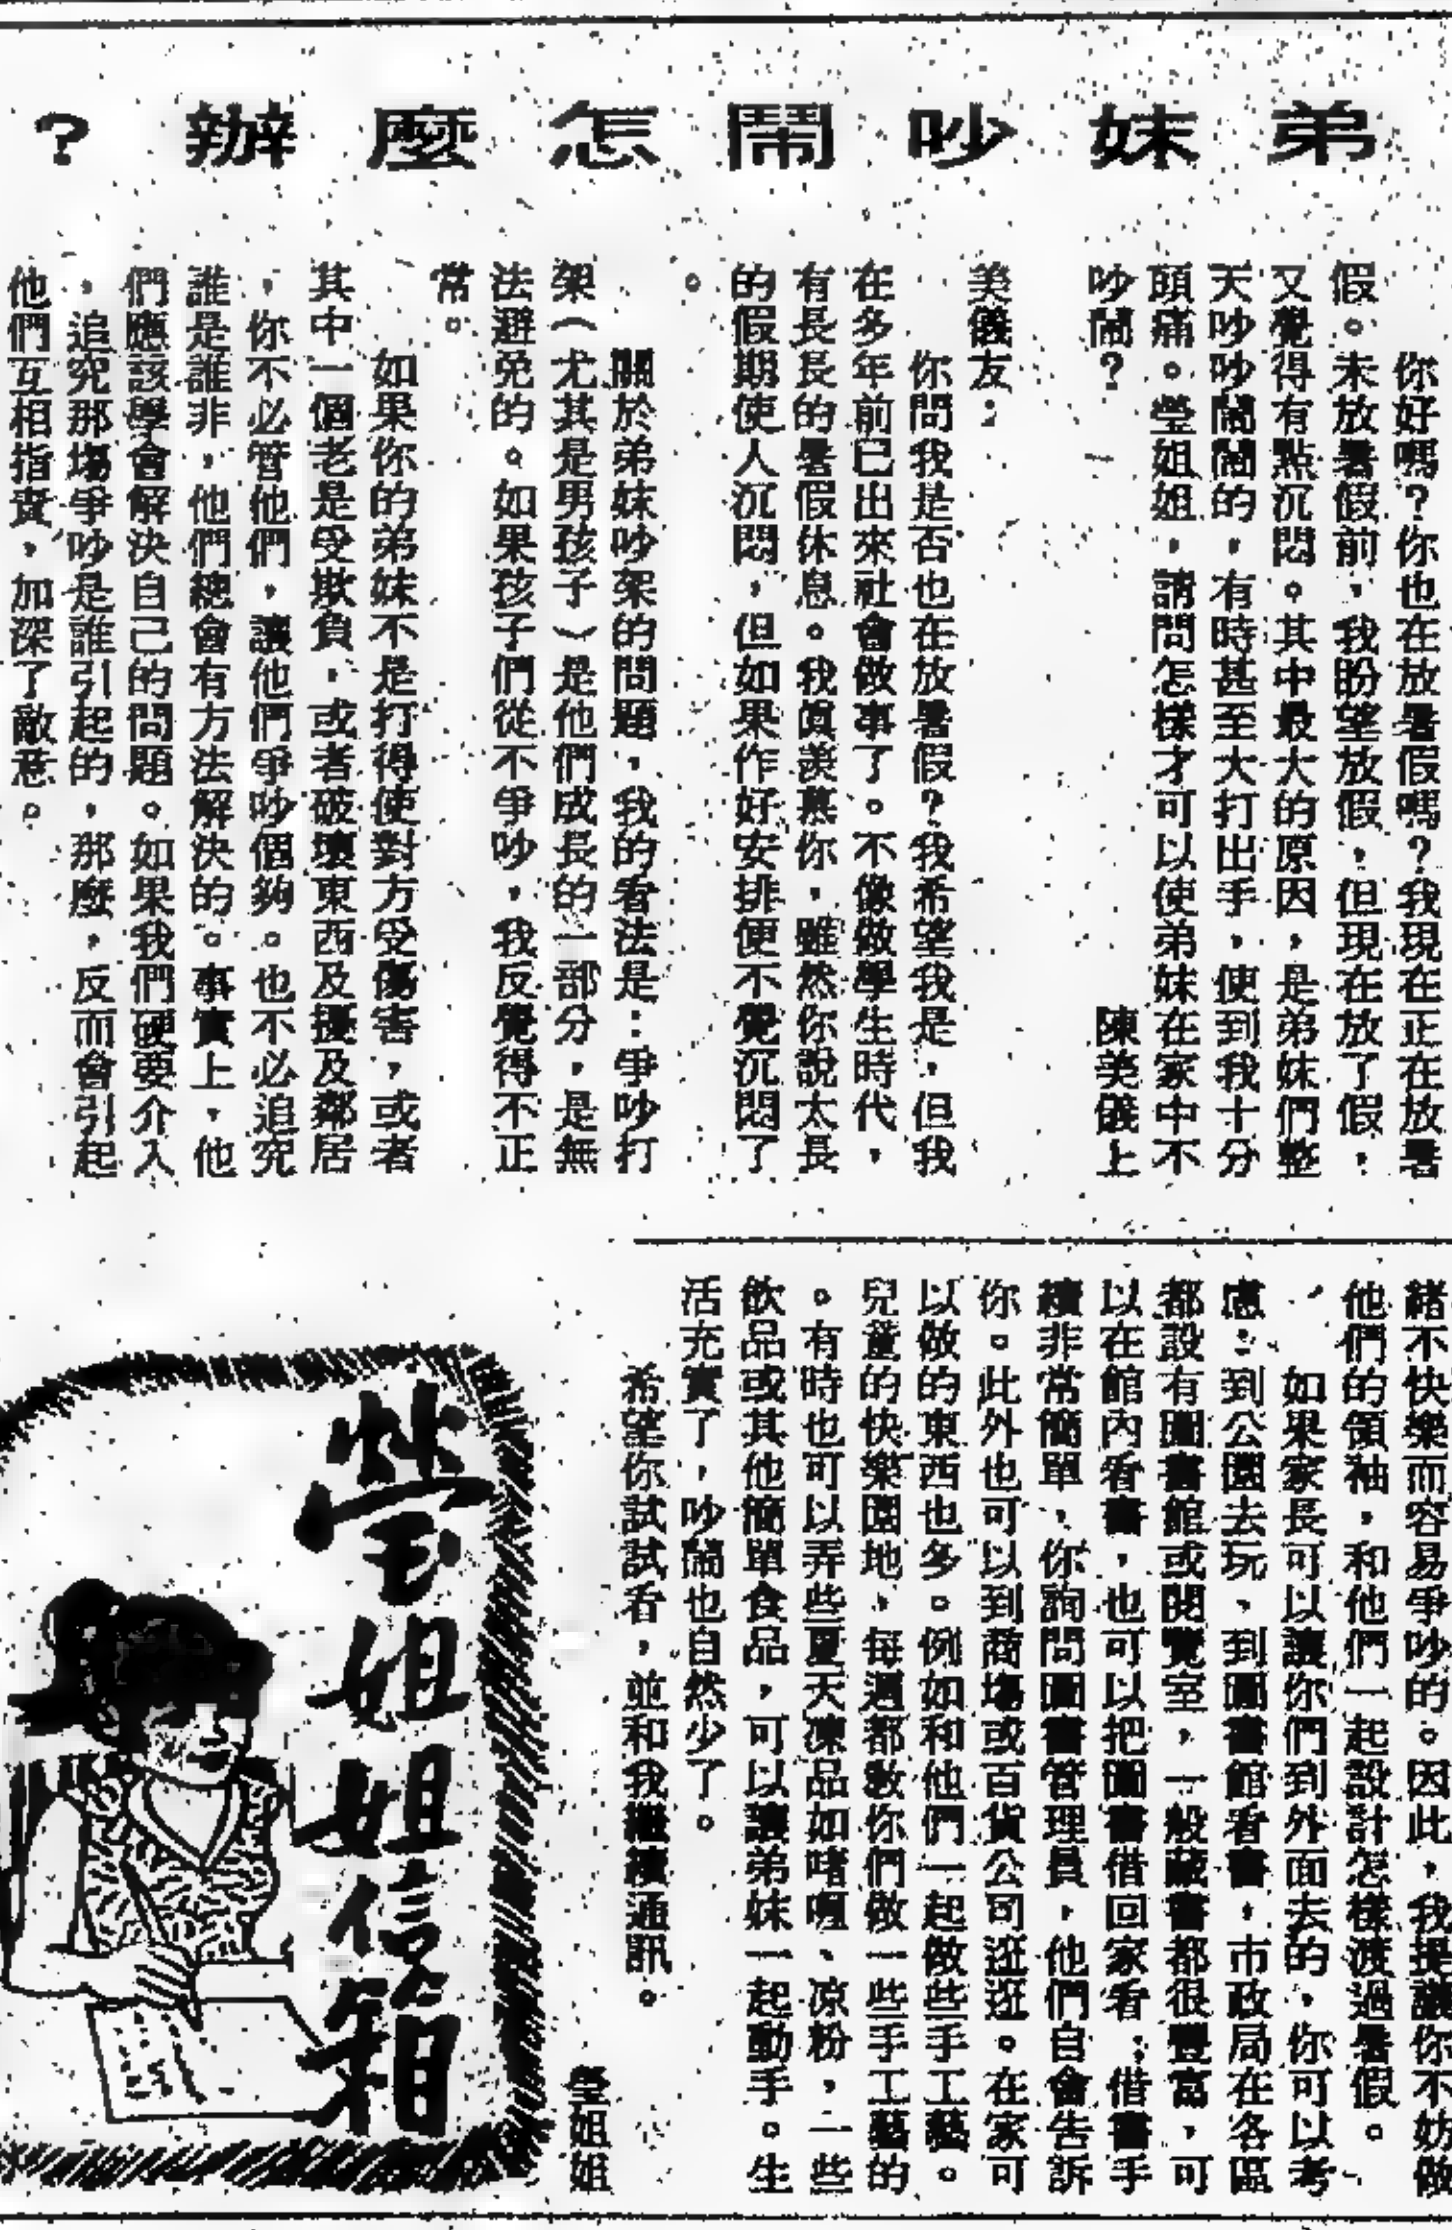 弟妹吵鬧怎麼辦？
你好嗎？你也在放暑假嗎？我現在正在放暑
假。未放暑假前，我盼望放假，但現在放了假，
又覺得有點沉悶。其中最大的原因，是弟妹們整
天吵吵鬧鬧的，有時甚至大打出手，使到我十分
頭痛。瑩姐姐，請問怎樣才可以使弟妹在家中不
吵鬧？
陳美儀上
美儀友：
你問我是否也在放暑假？我希望我是，但我
在多年前已出來社會做事了。不像做學生時代，
有長長的暑假休息。我眞羨慕你，雖然你說太長
的假期使人沉悶，但如果作好安排便不覺沉悶了
。
關於弟妹吵架的問題，我的看法是：爭吵打
架（尤其是男孩子）是他們成長的一部分，是無
法避免的。如果孩子們從不爭吵，我反覺得不正
常。
如果你的弟妹不是打得使對方受傷害，或者
其中一個老是受欺負，或者破壞東西及擾及鄰居
，你不必管他們，讓他們爭吵個夠。也不必追究
誰是誰非，他們總會有方法解決的。事實上，他
們應該學會解決自己的問題。如果我們硬要介入
，追究那塲爭吵是誰引起的，那麼，反而會引起
他們互相指責，加深了敵意。
緒不快樂而容易爭吵的。因此，我提議你不妨做
他們的領袖，和他們一起設計怎樣渡過暑假。
如果家長可以讓你們到外面去的，你可以考
慮：到公園去玩、到圖書館看書，市政局在各區
都設有圖書館或閱覽室，一般藏書都很豐富，可
以在館內看書，也可以把圖書借回家看；借書手
續非常簡單、你詢問圖書管理員，他們自會告訴
你。此外也可以到商塲或百貨公司逛逛。在家可
以做的東西也多。例如和他們一起做些手工藝。
兒童的快樂園地，每週都教你們做一些手工藝的
。有時也可以弄些夏天凍品如啫喱、凉粉，一些
飲品或其他簡單食品，可以讓弟妹一起動手。生
活充實了，吵鬧也自然少了。
希望你試試看，並和我繼續通訊。
瑩姐姐
瑩姐姐信箱